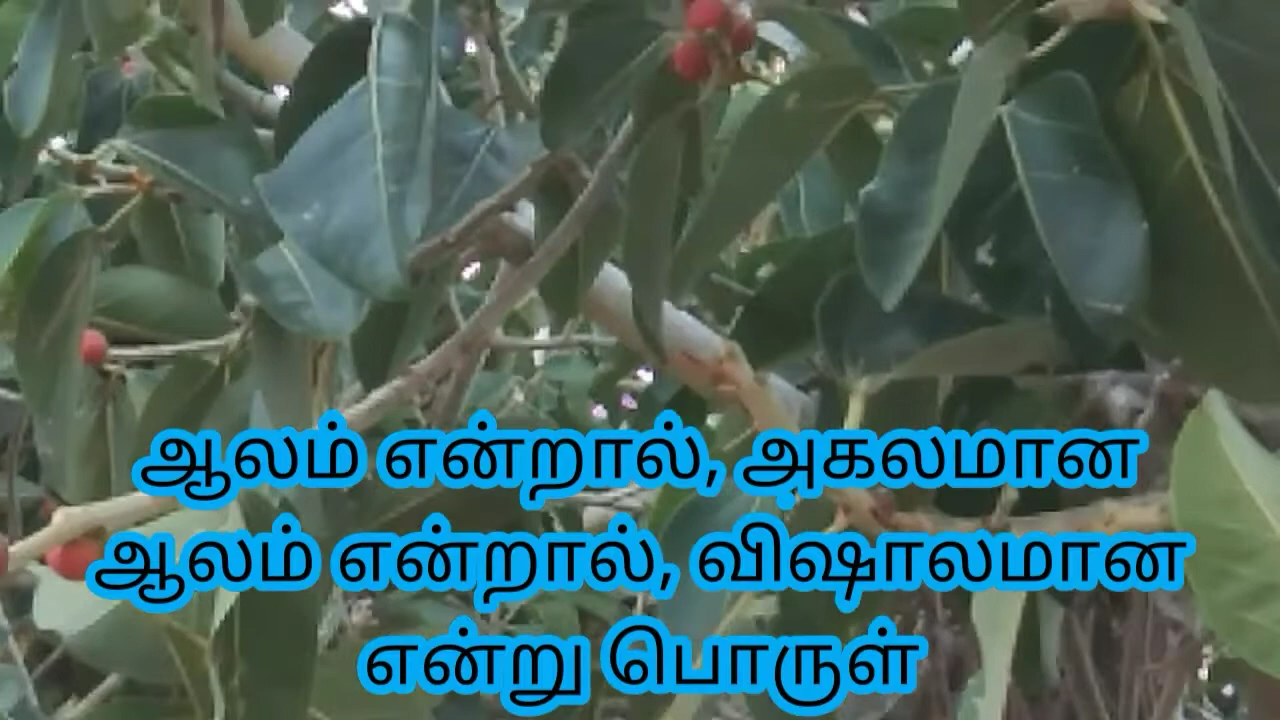 ஆலம் என்றால், அகலமான
ஆலம் என்றால், விஷாலமான
என்று பொருள்